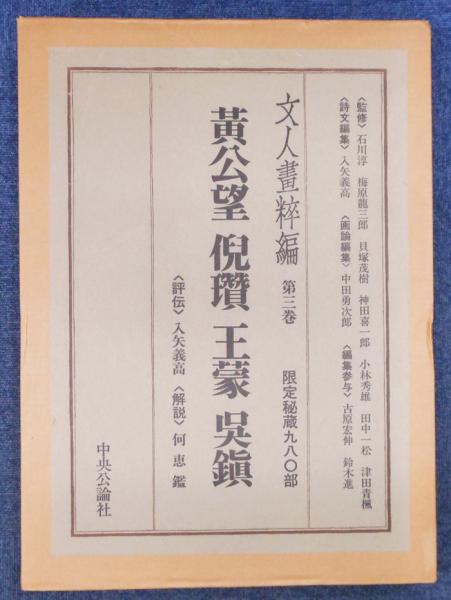 〈監修〉石川淳 梅原龍三郎 貝塚茂樹 神田喜一郎 小林秀雄 田中一松 津田青楓
〈詩文編集〉入矢義高 〈画論編集〉中田勇次郎 〈編集参与〉古原宏伸 鈴木進
文人畫粹編 第三巻 限定秘蔵九八〇部
黃公望 倪瓚 王蒙 吳鎭
〈評伝〉入矢義高 〈解説〉何惠鑑
中央公論社